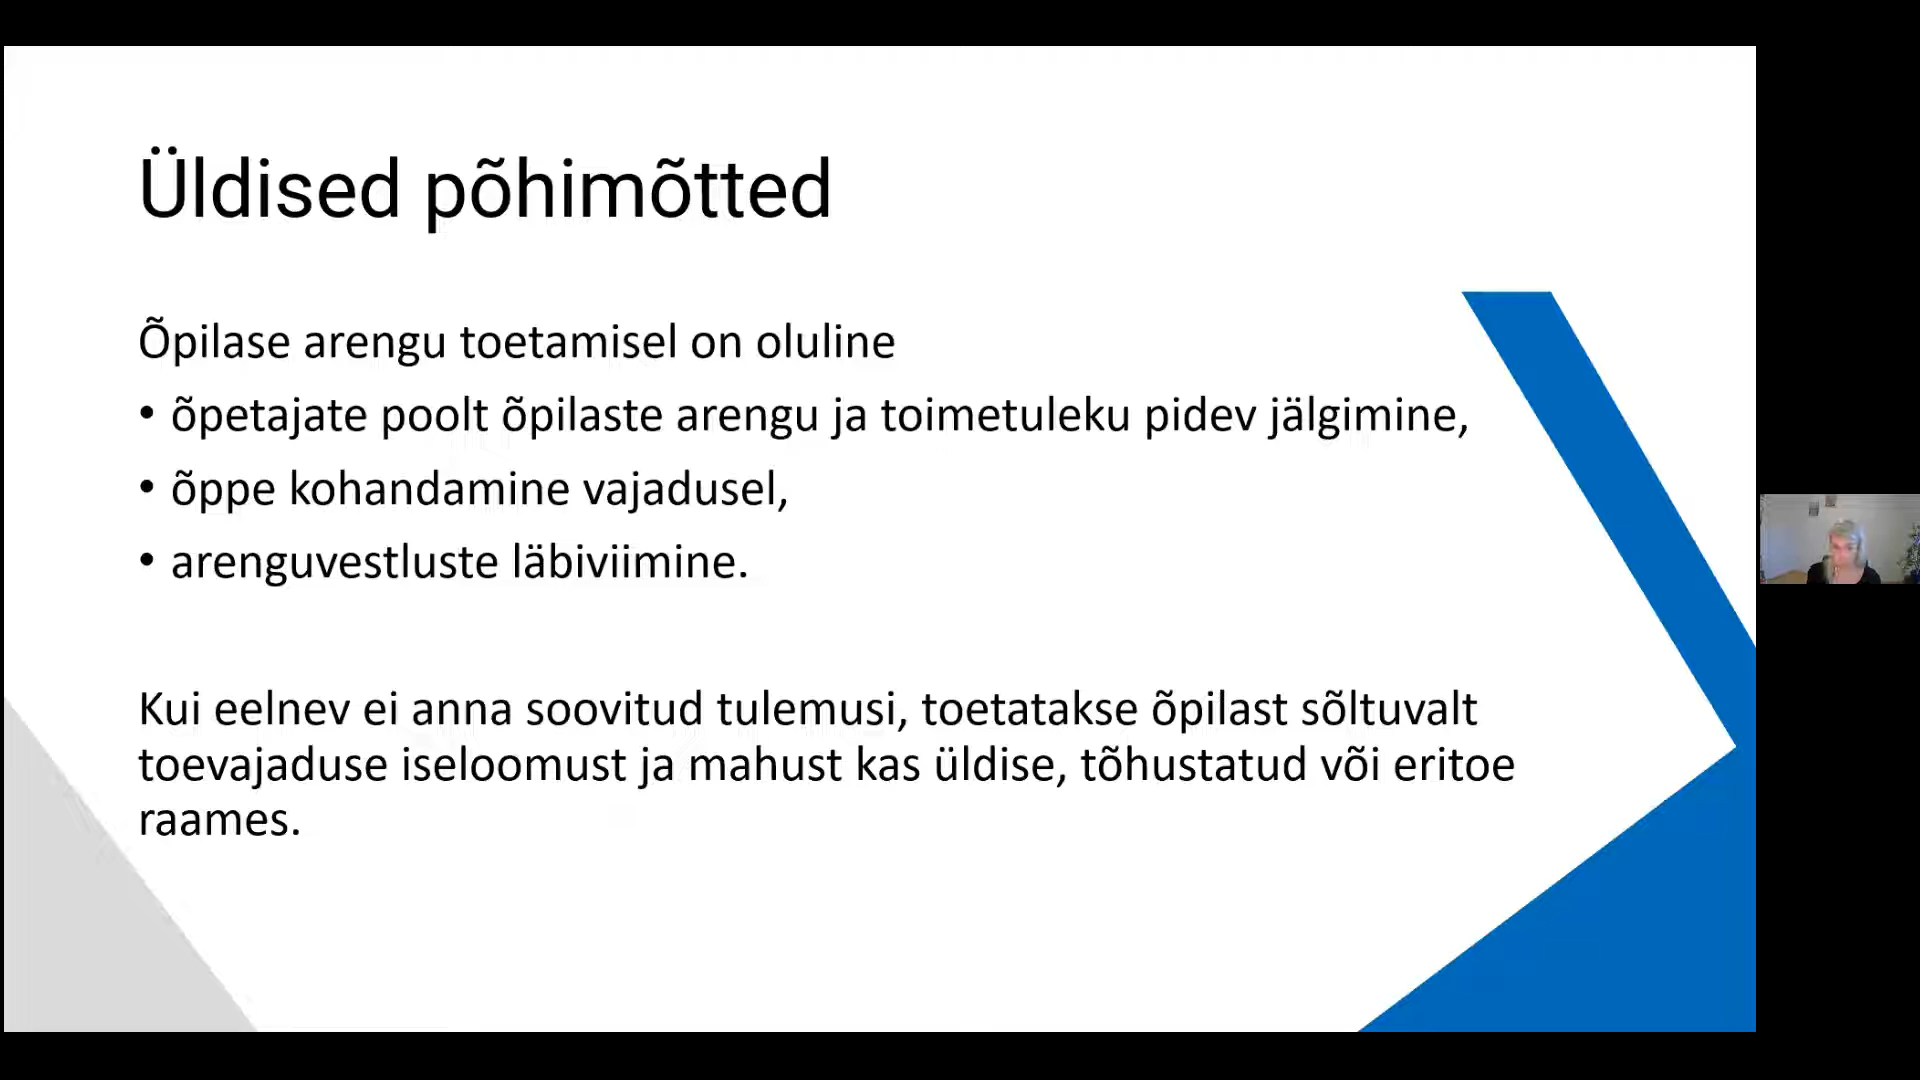 Üldised põhimõtted
Õpilase arengu toetamisel on oluline
• õpetajate poolt õpilaste arengu ja toimetuleku pidev jälgimine,
• õppe kohandamine vajadusel,
• arenguvestluste läbiviimine.
Kui eelnev ei anna soovitud tulemusi, toetatakse õpilast sõltuvalt
toevajaduse iseloomust ja mahust kas üldise, tõhustatud või eritoe
raames.